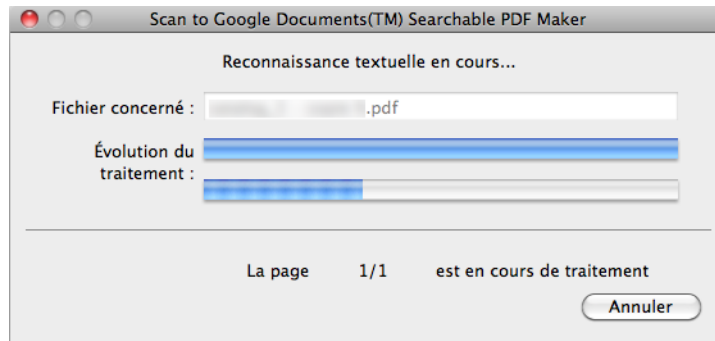 Scan to Google Documents(TM) Searchable PDF Maker
Reconnaissance textuelle en cours...
Fichier concerné : .pdf
Évolution du
traitement :
La page 1/1 est en cours de traitement
Annuler